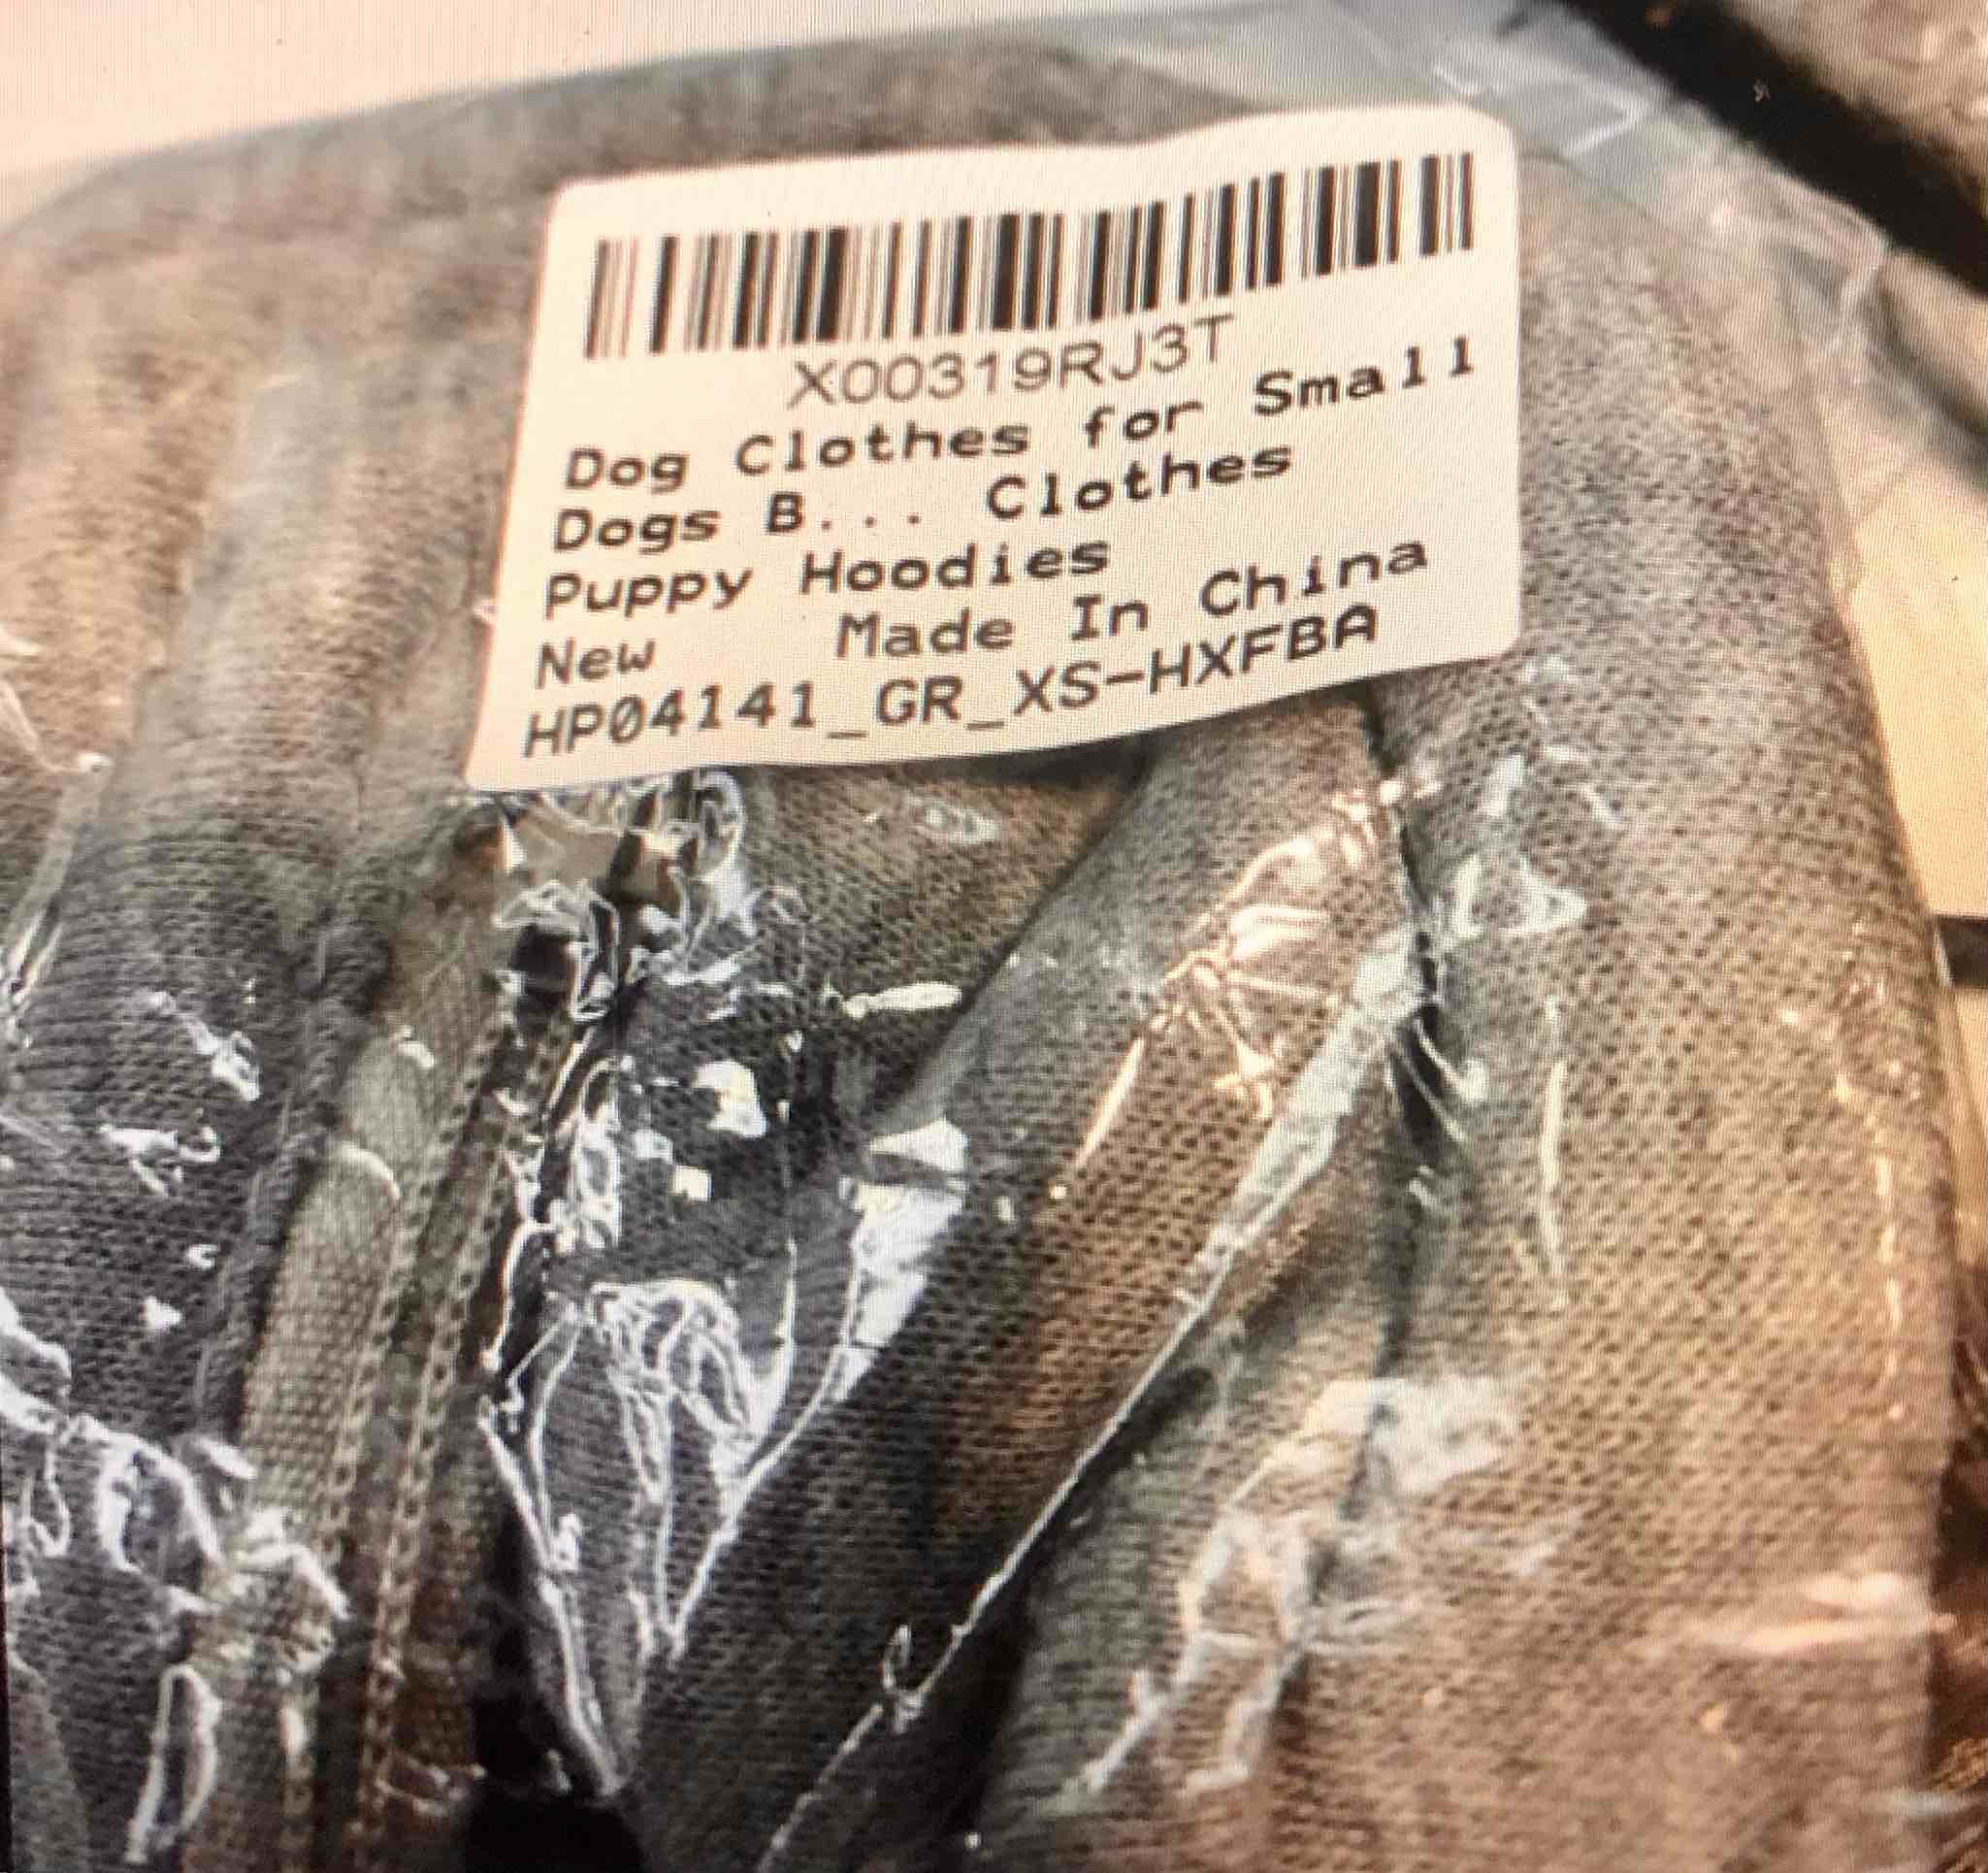 X00319RJ3T
Dog Clothes for Small
Dogs B... Clothes
Puppy Hoodies
New Made In China
HP04141_GR_XS-HXFBA